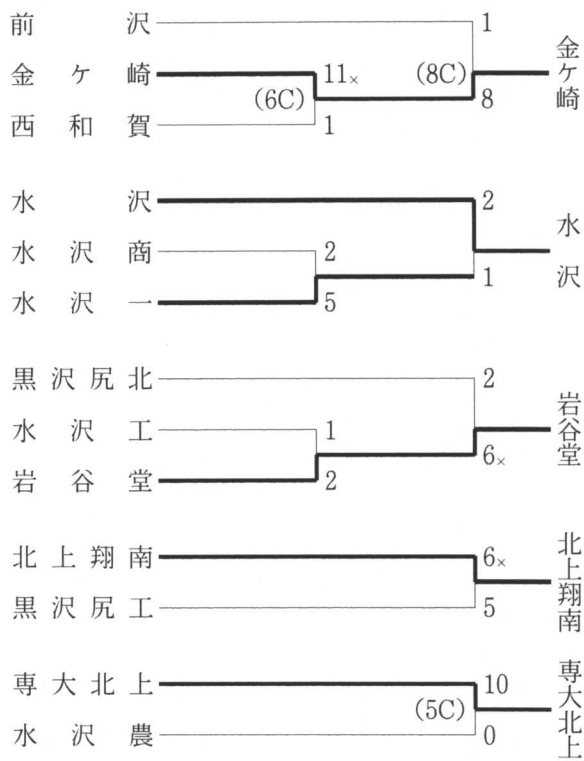 前沢 1
金ケ崎 11× (8C) 金ケ崎
(6C) 8
西和賀 1
水沢 2
水沢商 2 水沢
水沢一 5 1
黒沢尻北 2
水沢工 1 岩谷堂
岩谷堂 2 6×
北上翔南 6× 北上翔南
黒沢尻工 5
専大北上 10 専大北上
(5C)
水沢農 0